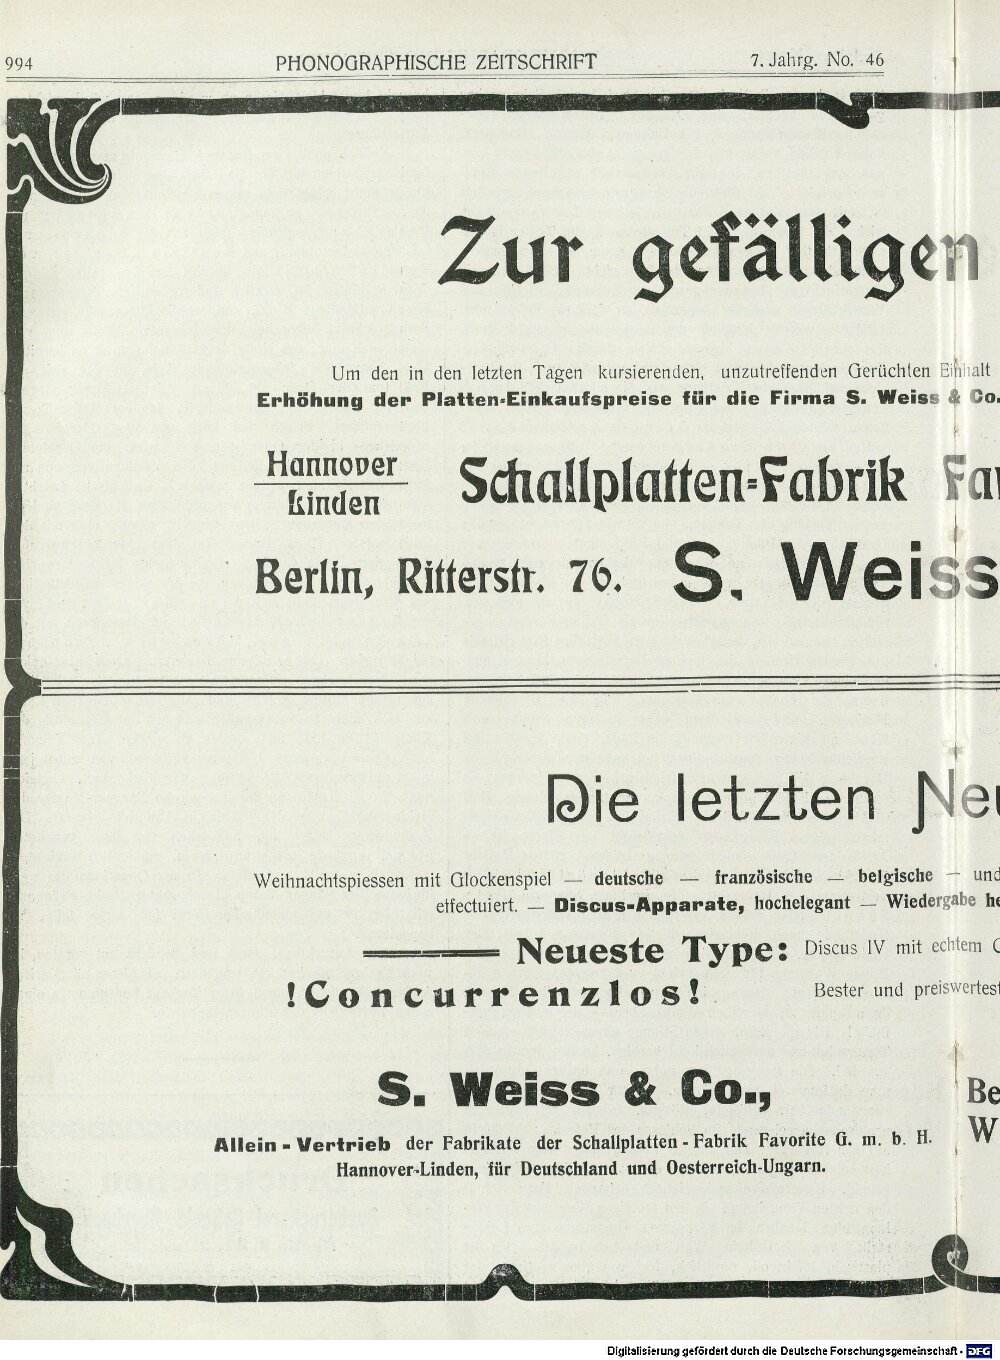 994 PHONOGRAPHISCHE ZEITSCHRIFT 7. Jahrg. No. 46
Zur gefälligen
Um den in den letzten Tagen kursierenden, unzutreffenden Gerüchten Einhalt
Erhöhung der Platten-Einkaufspreise für die Firma S. Weiss & Co.
Hannover
Linden
Schallplatten-Fabrik
Berlin, Ritterstr. 76. S. Weiss
Die letzten
Weihnachtspiessen mit Glockenspiel — deutsche — französische — belgische — und
effectuiert. — Discus-Apparate, hochelegant — Wiedergabe
Neueste Type: Discus IV mit echtem
!Concurrenzlos! Bester und
S. Weiss & Co.,
Allein-Vertrieb der Fabrikate der Schallplatten-Fabrik Favorite G. m. b. H.
Hannover-Linden, für Deutschland und Oesterreich-Ungarn.
Digitalisierung gefördert durch die Deutsche Forschungsgemeinschaft - DFG